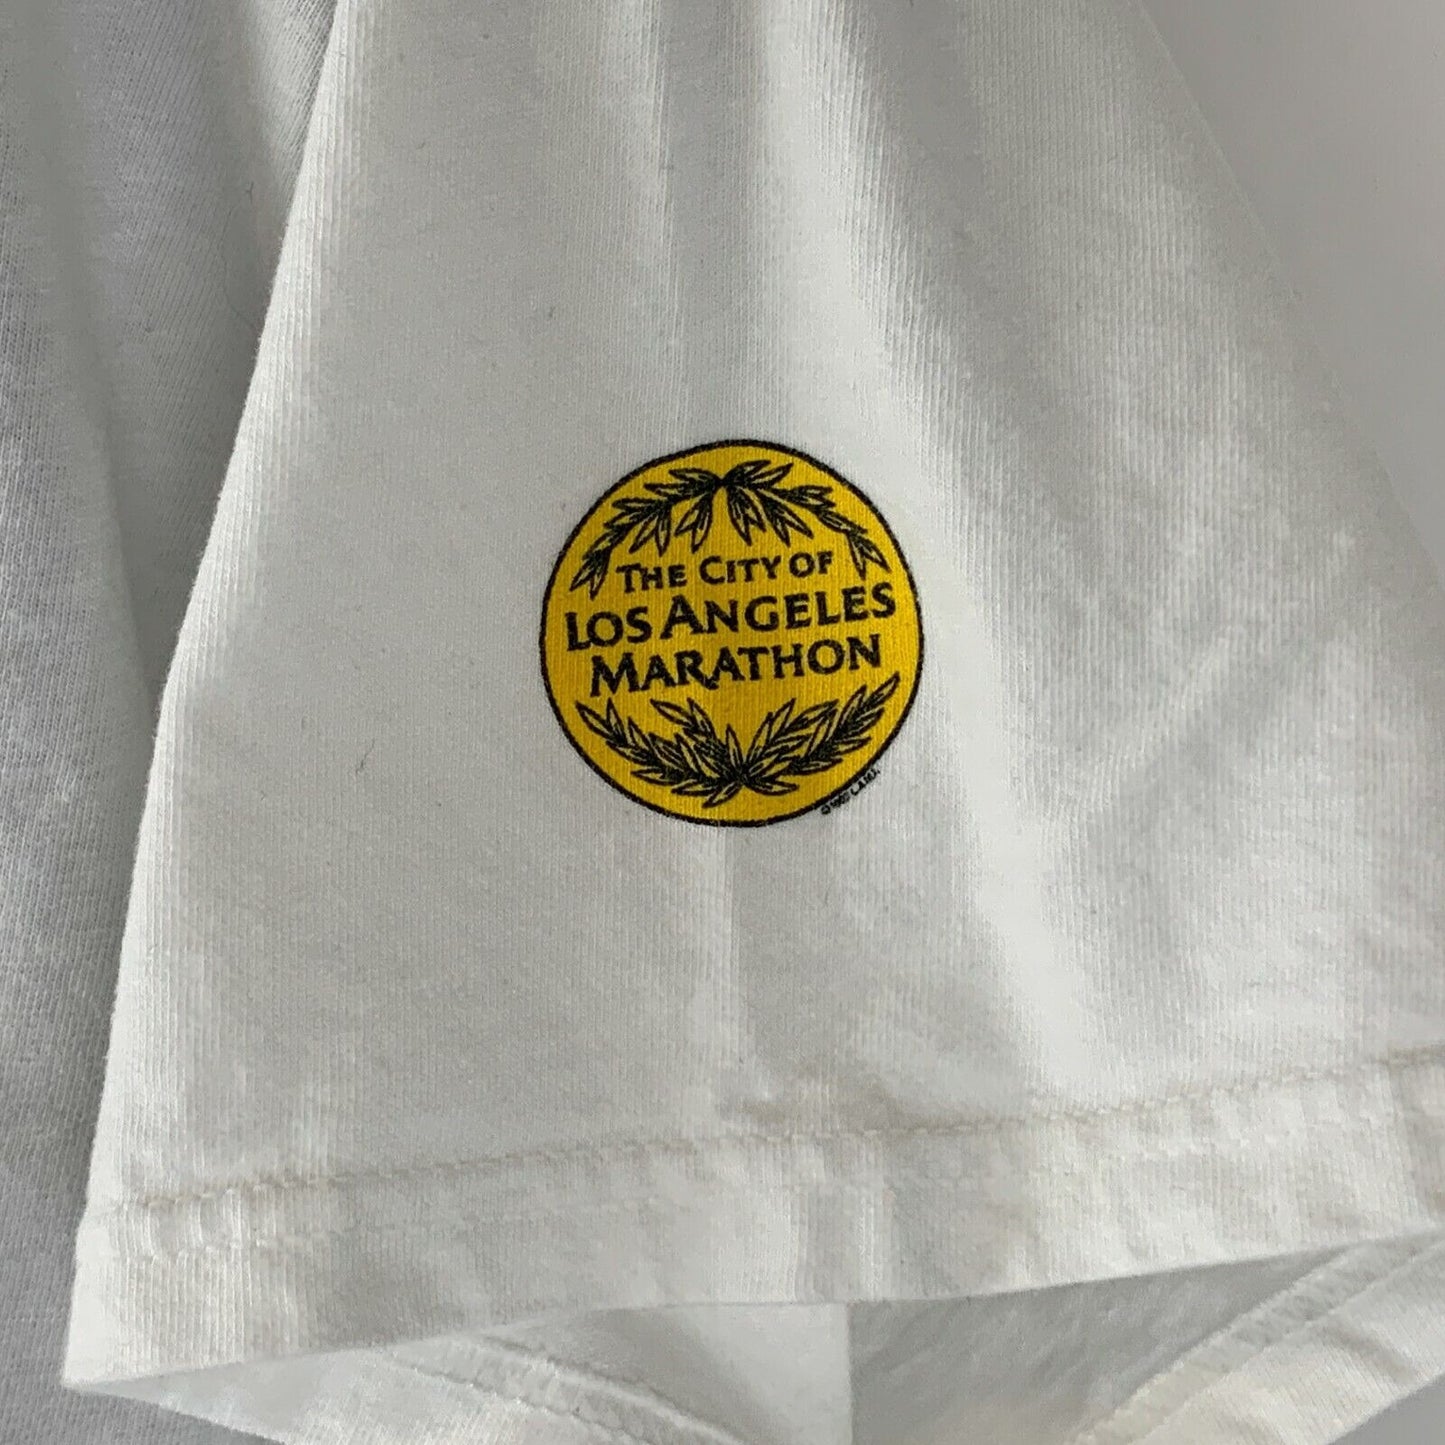 THE CITY OF
LOS ANGELES
MARATHON